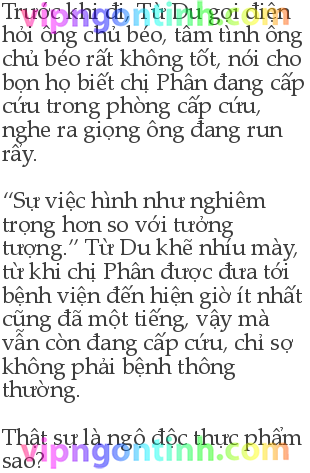 Trước khi đi, Từ Du gọi điện
hỏi ông chủ béo, tâm tình ông
chủ béo rất không tốt, nói cho
bọn họ biết chị Phân đang cấp
cứu trong phòng cấp cứu,
nghe ra giọng ông đang run
rẩy.
“Sự việc hình như nghiêm
trọng hơn so với tưởng
tượng.” Từ Du khẽ nhíu mày,
từ khi chị Phân được đưa tới
bệnh viện đến hiện giờ ít nhất
cũng đã một tiếng, vậy mà
vẫn còn đang cấp cứu, chỉ sợ
không phải bệnh thông
thường.
Thật sự là ngộ độc thực phẩm
sao?
vipngontinh.com
vipngontinh.com